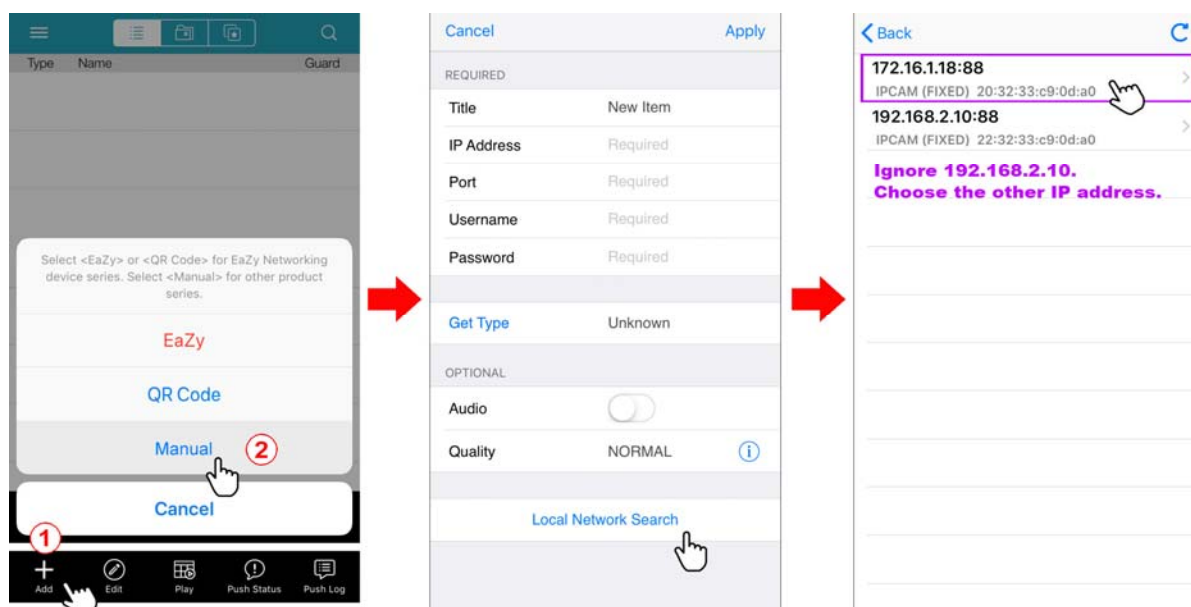 Type Name Guard
Select <EaZy> or <QR Code> for EaZy Networking
device series. Select <Manual> for other product
series.
EaZy
QR Code
Manual 2
Cancel
1
Add Edit Play Push Status Push Log
Cancel Apply
REQUIRED
Title New Item
IP Address Required
Port Required
Username Required
Password Required
Get Type Unknown
OPTIONAL
Audio
Quality NORMAL i
Local Network Search
Back
172.16.1.18:88
IPCAM (FIXED) 20:32:33:c9:0d:a0
192.168.2.10:88
IPCAM (FIXED) 22:32:33:c9:0d:a0
Ignore 192.168.2.10.
Choose the other IP address.